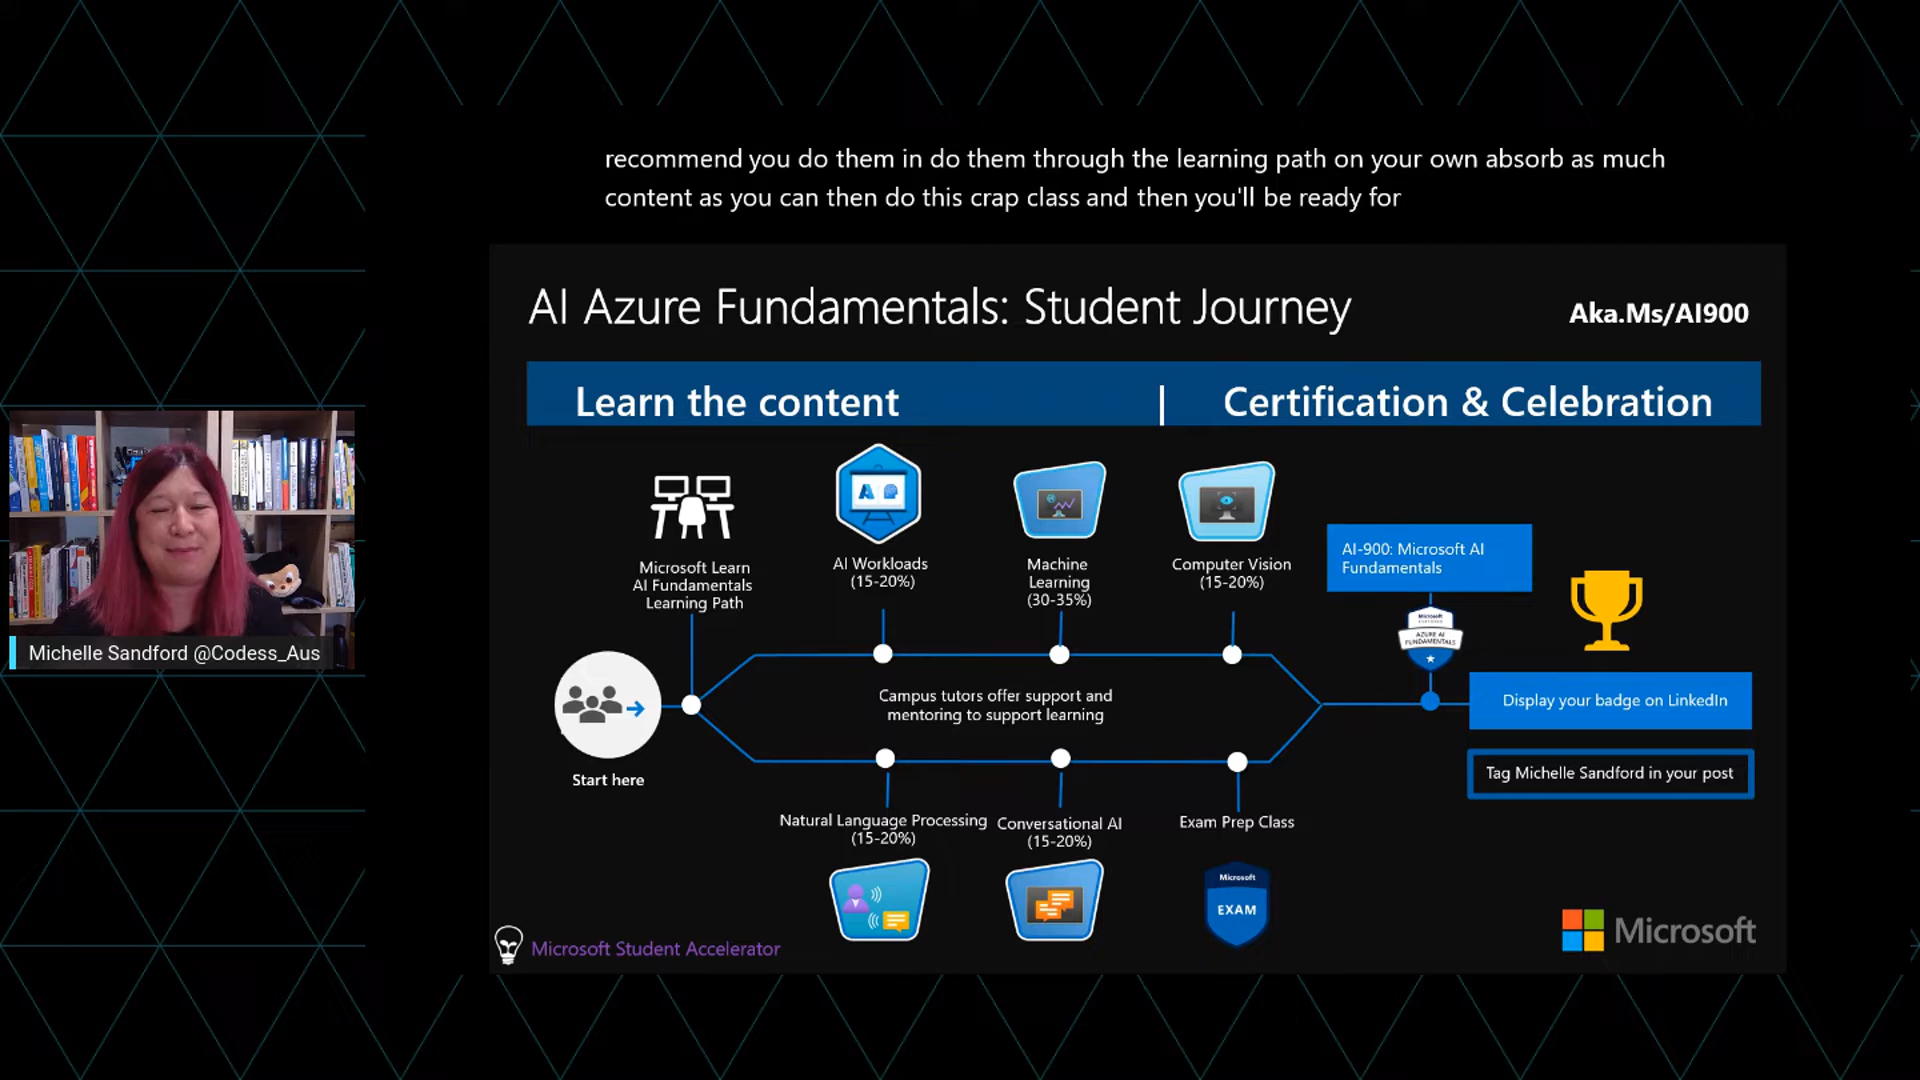 recommend you do them in do them through the learning path on your own absorb as much
content as you can then do this crap class and then you'll be ready for
AI Azure Fundamentals: Student Journey
Aka.Ms/AI900
Learn the content
|
Certification & Celebration
Microsoft Learn
AI Fundamentals
Learning Path
AI Workloads
(15-20%)
Machine
Learning
(30-35%)
Computer Vision
(15-20%)
AI-900: Microsoft AI
Fundamentals
Microsoft
AZURE AI
FUNDAMENTALS
Michelle Sandford @Codess_Aus
Start here
Campus tutors offer support and
mentoring to support learning
Display your badge on LinkedIn
Tag Michelle Sandford in your post
Natural Language Processing
(15-20%)
Conversational AI
(15-20%)
Exam Prep Class
Microsoft
EXAM
Microsoft Student Accelerator
Microsoft